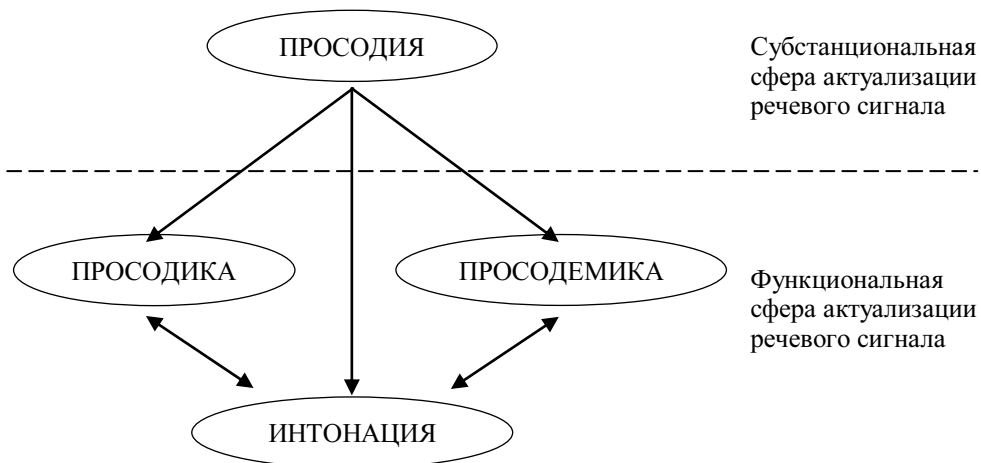 ПРОСОДИЯ
Субстанциональная
сфера актуализации
речевого сигнала
ПРОСОДИКА
ПРОСОДЕМИКА
Функциональная
сфера актуализации
речевого сигнала
ИНТОНАЦИЯ